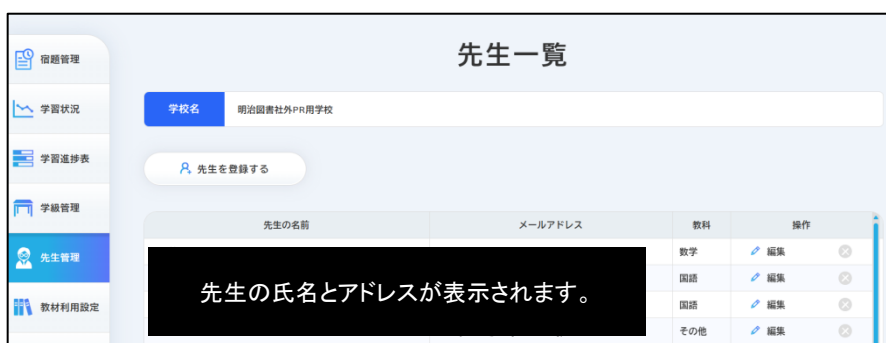 宿題管理
学習状況
学習進捗表
学級管理
先生管理
教材利用設定
先生一覧
学校名 明治図書社外PR用学校
先生を登録する
先生の名前 メールアドレス 教科 操作
数学 編集
国語 編集
国語 編集
その他 編集
先生の氏名とアドレスが表示されます。